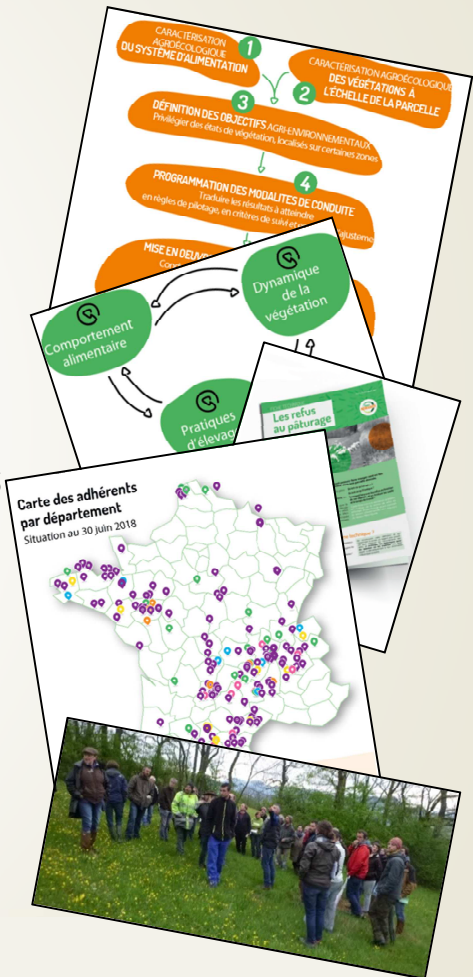 1
CARACTÉRISATION
AGROÉCOLOGIQUE
DU SYSTÈME D'ALIMENTATION
CARACTÉRISATION AGROÉCOLOGIQUE
DES VÉGÉTATIONS À
L'ÉCHELLE DE LA PARCELLE
2
3
DÉFINITION DES OBJECTIFS AGRI-ENVIRONNEMENTAUX
Privilégier des états de végétation, localisés sur certaines zones
4
PROGRAMMATION DES MODALITÉS DE CONDUITE
Traduire les résultats à atteindre
en règles de pilotage, en critères de suivi et
MISE EN
Comportement
alimentaire
Dynamique
de la
végétation
Pratiques
Les refus
au pâturage
Carte des adhérents
par département
Situation au 30 juin 2018